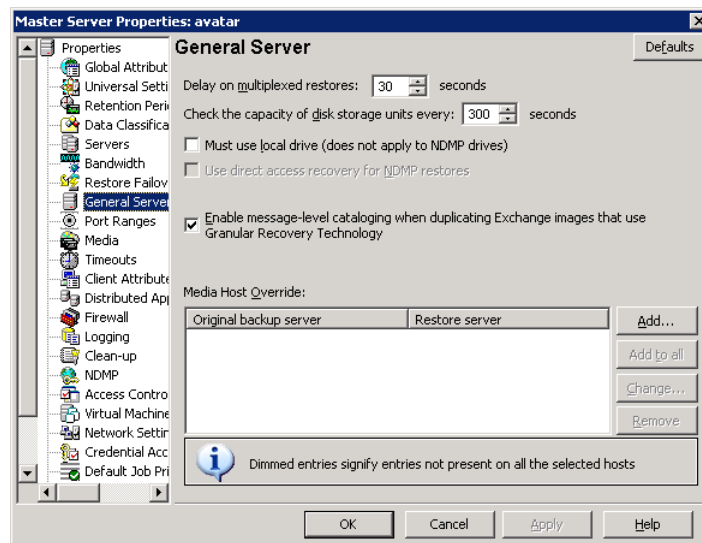 Master Server Properties: avatar
Properties
Global Attribut
Universal Setti
Retention Peri
Data Classifica
Servers
Bandwidth
Restore Failov
General Server
Port Ranges
Media
Timeouts
Client Attribute
Distributed App
Firewall
Logging
Clean-up
NDMP
Access Contro
Virtual Machine
Network Settin
Credential Acc
Default Job Pri
General Server
Defaults
Delay on multiplexed restores: 30 seconds
Check the capacity of disk storage units every: 300 seconds
Must use local drive (does not apply to NDMP drives)
Use direct access recovery for NDMP restores
Enable message-level cataloging when duplicating Exchange images that use
Granular Recovery Technology
Media Host Override:
Original backup server Restore server
Add...
Add to all
Change...
Remove
Dimmed entries signify entries not present on all the selected hosts
OK Cancel Apply Help